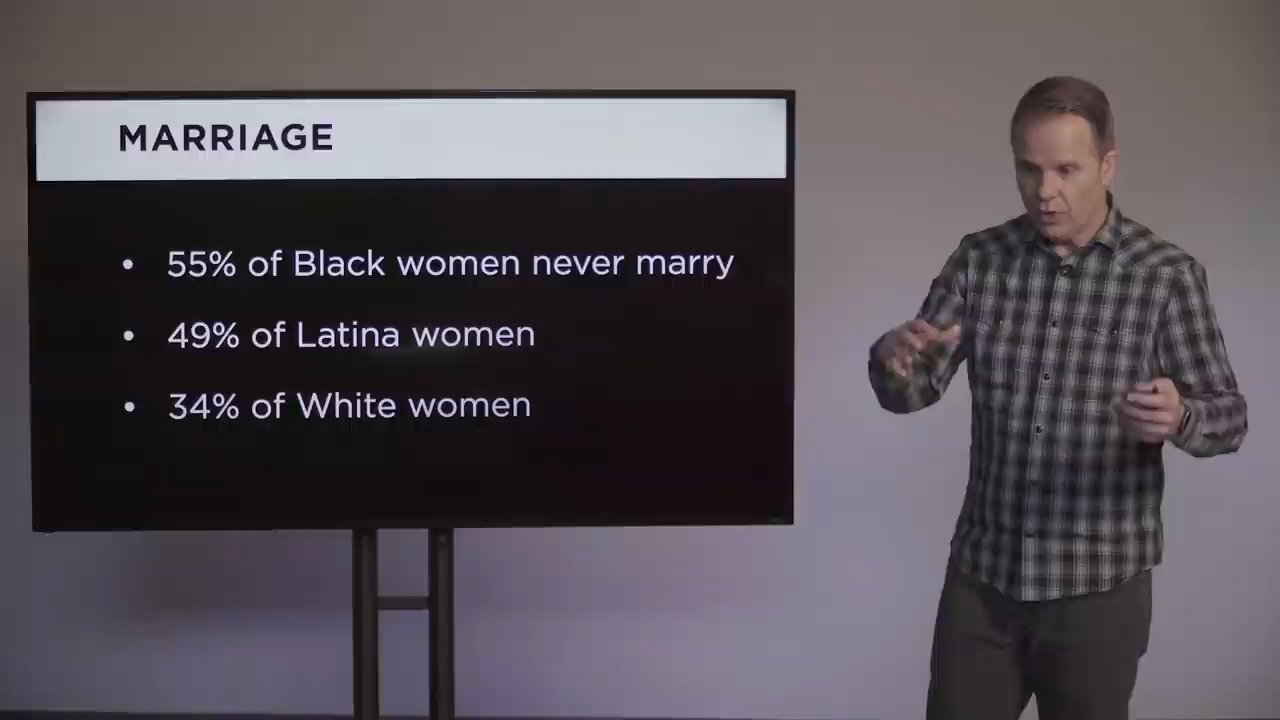 MARRIAGE
• 55% of Black women never marry
• 49% of Latina women
• 34% of White women